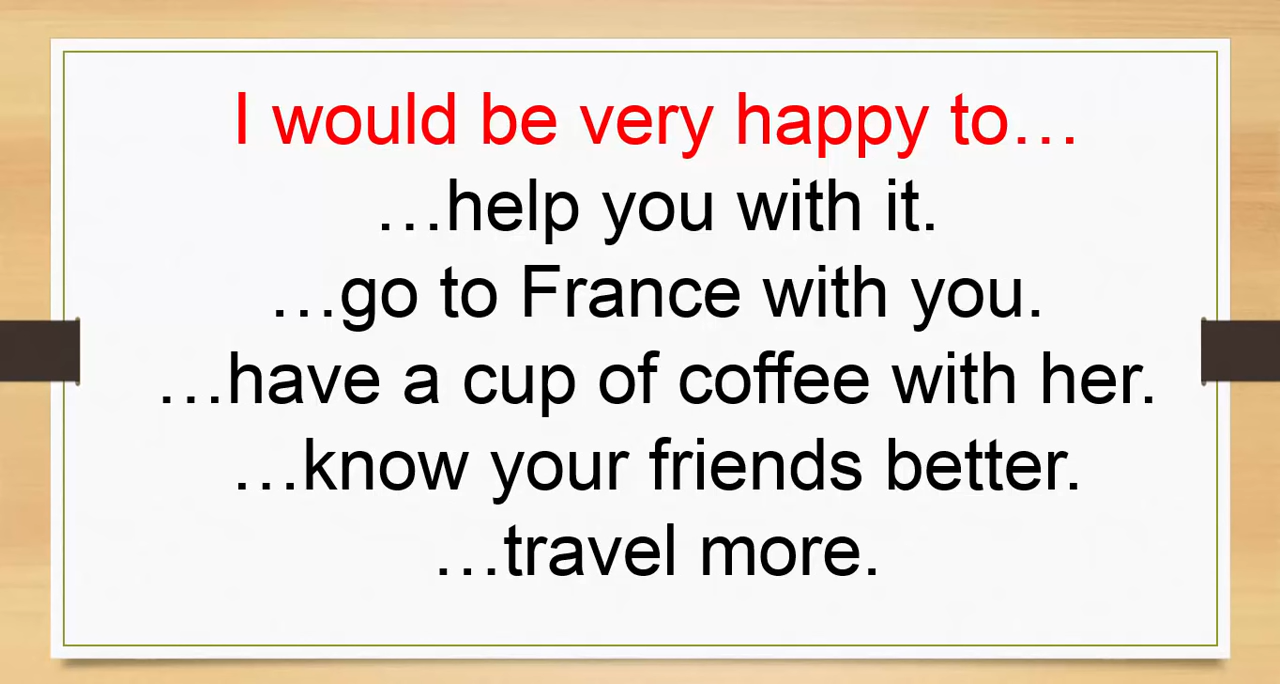 I would be very happy to…
…help you with it.
…go to France with you.
…have a cup of coffee with her.
…know your friends better.
…travel more.